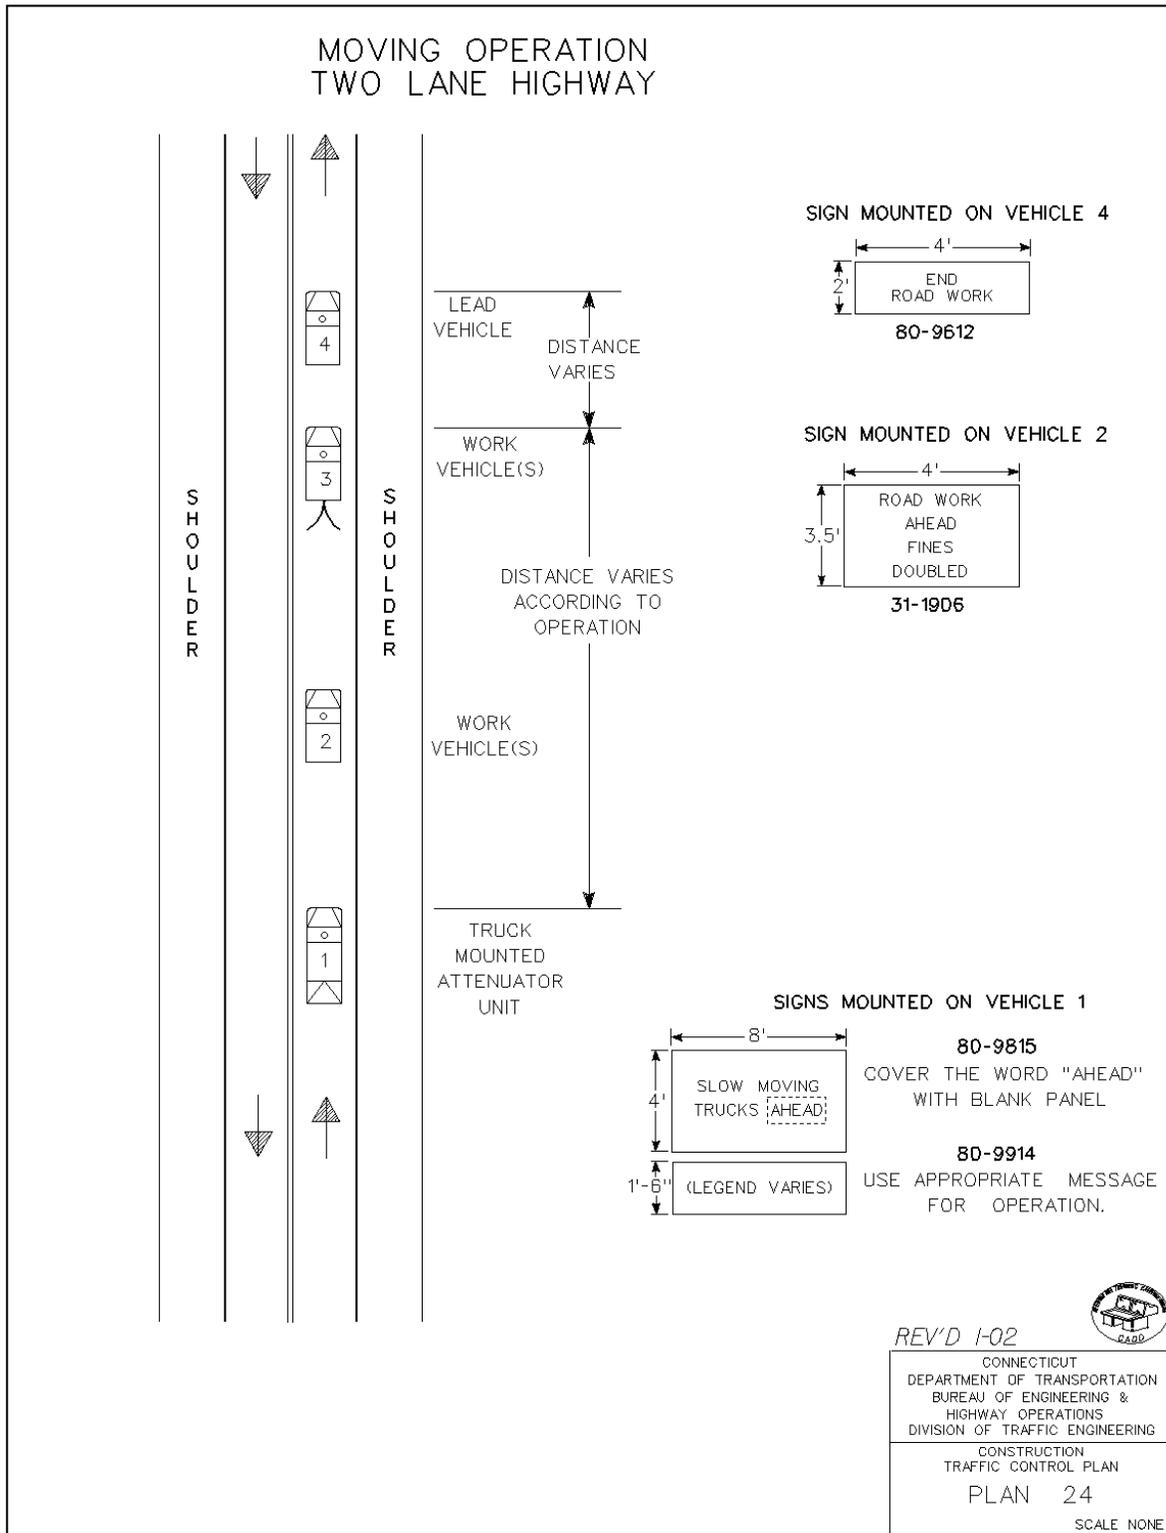 MOVING OPERATION
TWO LANE HIGHWAY
SIGN MOUNTED ON VEHICLE 4
4'
2'
END
ROAD WORK
80-9612
LEAD
VEHICLE
4
DISTANCE
VARIES
SIGN MOUNTED ON VEHICLE 2
4'
3.5'
ROAD WORK
AHEAD
FINES
DOUBLED
31-1906
WORK
VEHICLE(S)
3
SHOULDER
SHOULDER
DISTANCE VARIES
ACCORDING TO
OPERATION
2
WORK
VEHICLE(S)
1
TRUCK
MOUNTED
ATTENUATOR
UNIT
SIGNS MOUNTED ON VEHICLE 1
8'
4'
SLOW MOVING
TRUCKS AHEAD
80-9815
COVER THE WORD "AHEAD"
WITH BLANK PANEL
1'-6"
(LEGEND VARIES)
80-9914
USE APPROPRIATE MESSAGE
FOR OPERATION.
REV'D 1-02
CADD
CONNECTICUT
DEPARTMENT OF TRANSPORTATION
BUREAU OF ENGINEERING &
HIGHWAY OPERATIONS
DIVISION OF TRAFFIC ENGINEERING
CONSTRUCTION
TRAFFIC CONTROL PLAN
PLAN 24
SCALE NONE